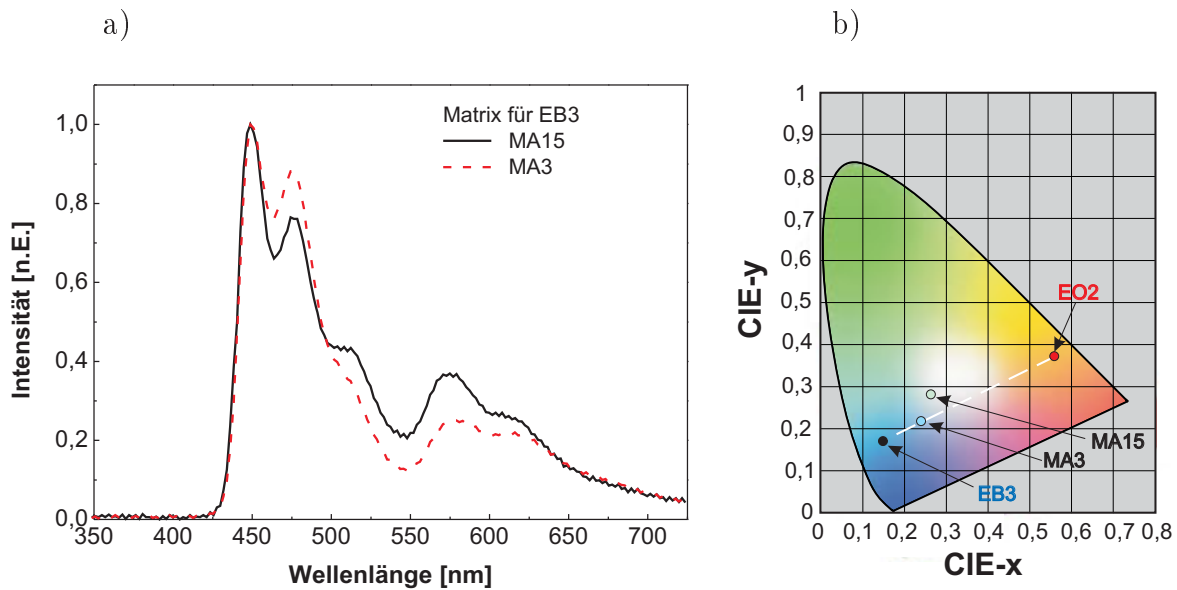 a)
b)
Matrix für EB3
MA15
MA3
1,0
0,8
0,6
0,4
0,2
0,0
Intensität [n.E.]
350 400 450 500 550 600 650 700
Wellenlänge [nm]
1
0,9
0,8
0,7
0,6
0,5
0,4
0,3
0,2
0,1
0
CIE-y
EO2
MA15
MA3
EB3
0 0,1 0,2 0,3 0,4 0,5 0,6 0,7 0,8
CIE-x